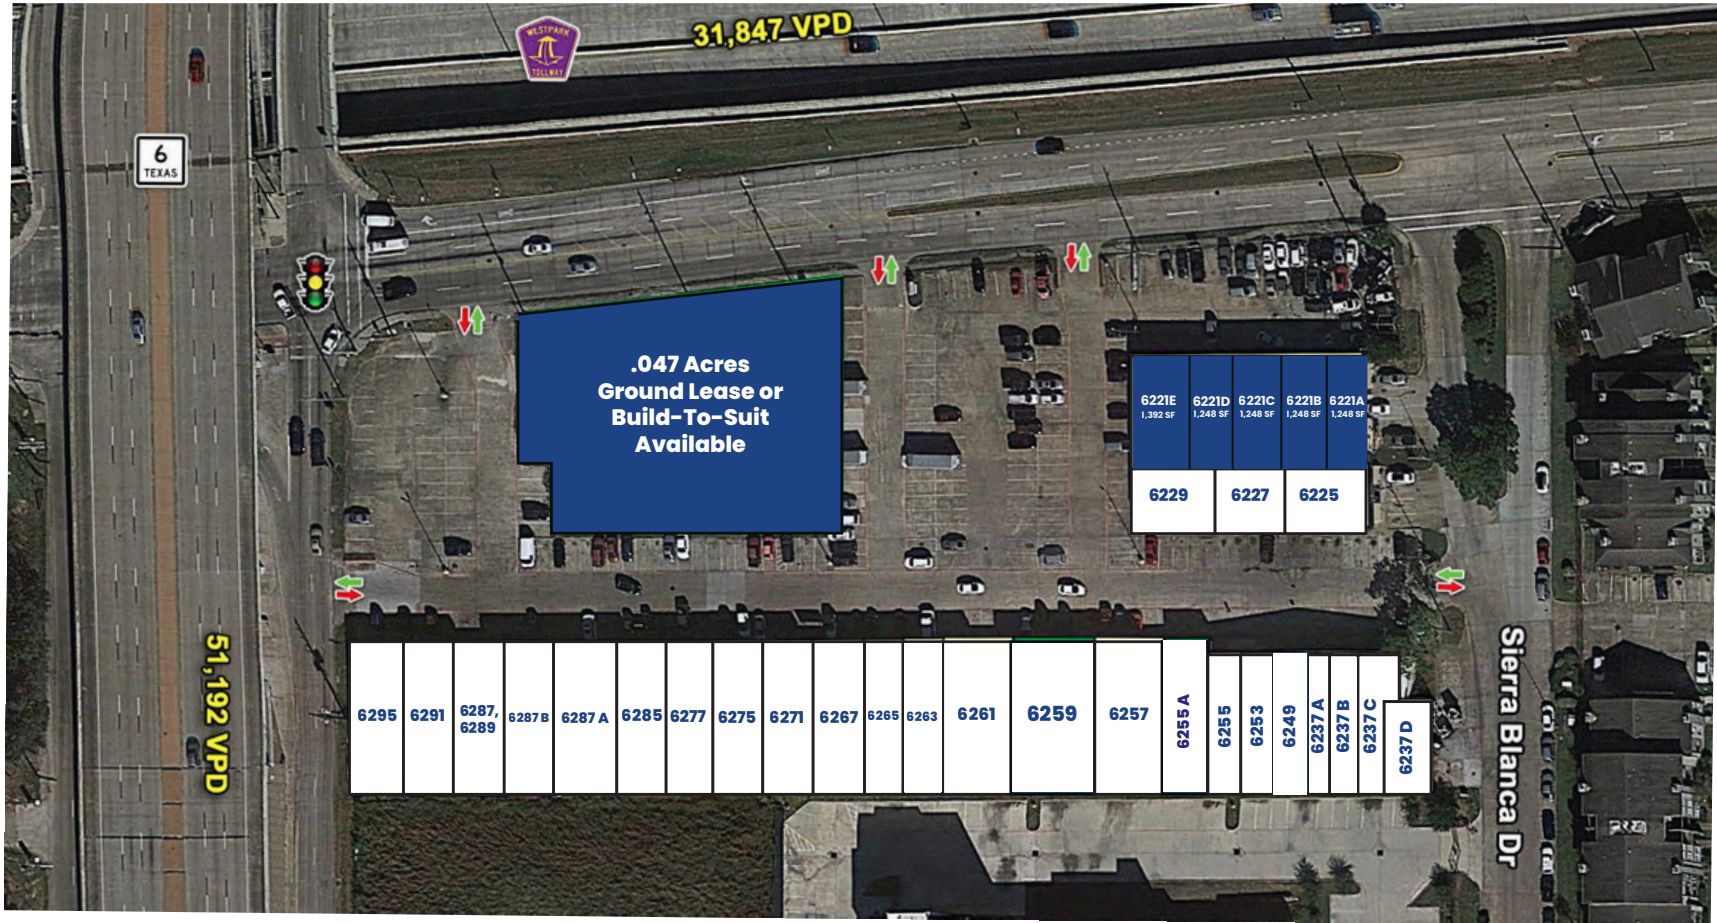 WESTPARK
TOLLWAY
31,847 VPD
6
TEXAS
.047 Acres
Ground Lease or
Build-To-Suit
Available
6221E
1,392 SF
6221D
1,248 SF
6221C
1,248 SF
6221B
1,248 SF
6221A
1,248 SF
6229
6227
6225
51,192 VPD
Sierra Blanca Dr
6295
6291
6287,
6289
6287 B
6287 A
6285
6277
6275
6271
6267
6265
6263
6261
6259
6257
6255 A
6255
6253
6249
6237 A
6237 B
6237 C
6237 D